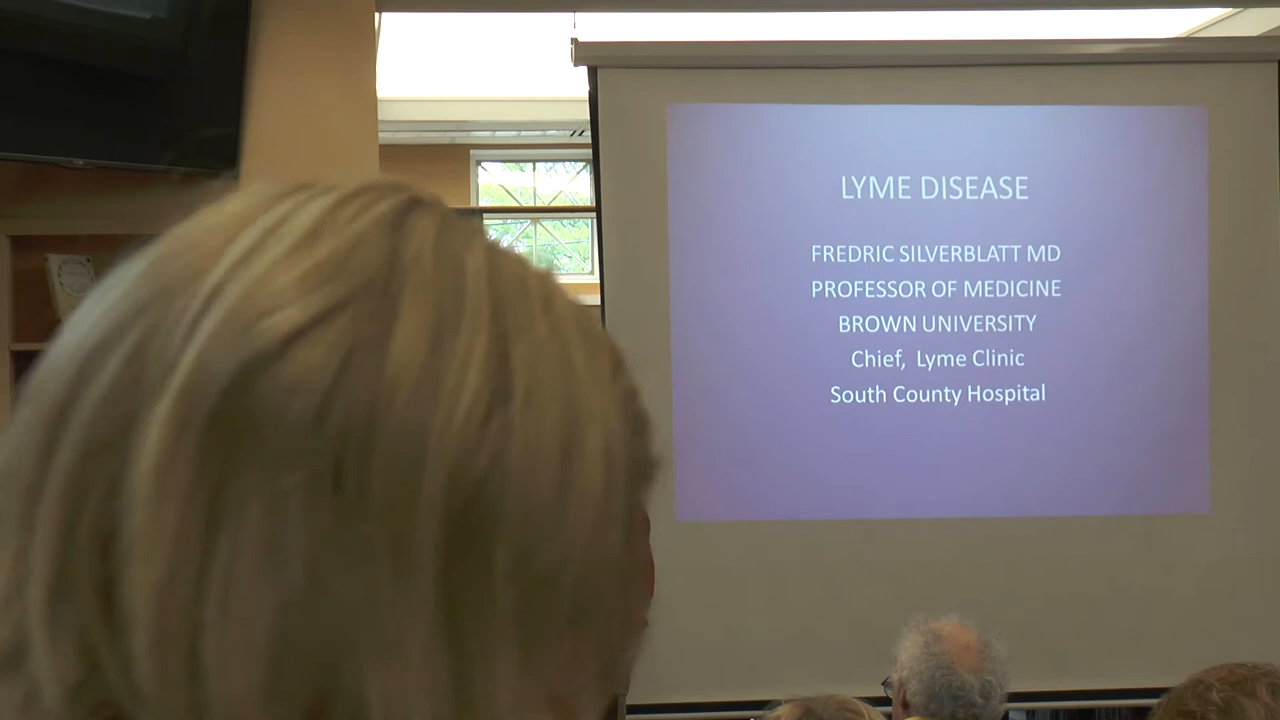 LYME DISEASE
FREDRIC SILVERBLATT MD
PROFESSOR OF MEDICINE
BROWN UNIVERSITY
Chief, Lyme Clinic
South County Hospital